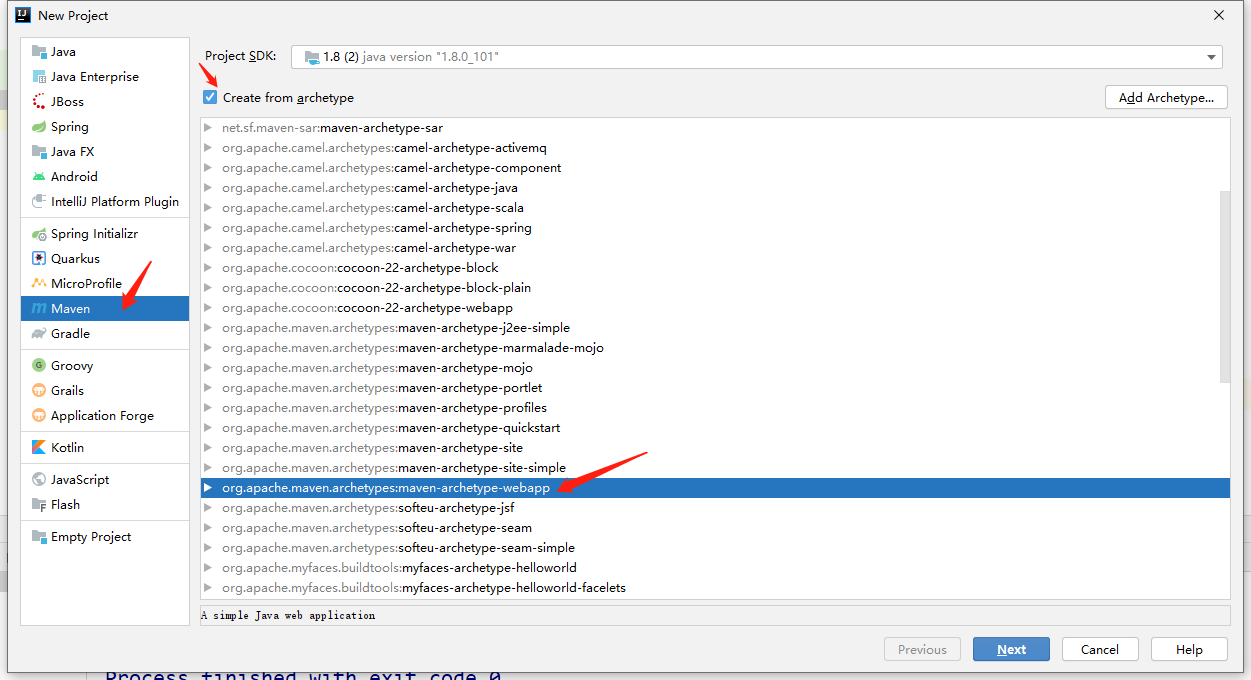 New Project
Java
Java Enterprise
JBoss
Spring
Java FX
Android
IntelliJ Platform Plugin
Spring Initializr
Quarkus
MicroProfile
Maven
Gradle
Groovy
Grails
Application Forge
Kotlin
JavaScript
Flash
Empty Project
Project SDK: 1.8 (2) java version "1.8.0_101"
Create from archetype
Add Archetype...
net.sf.maven-sar:maven-archetype-sar
org.apache.camel.archetypes:camel-archetype-activemq
org.apache.camel.archetypes:camel-archetype-component
org.apache.camel.archetypes:camel-archetype-java
org.apache.camel.archetypes:camel-archetype-scala
org.apache.camel.archetypes:camel-archetype-spring
org.apache.camel.archetypes:camel-archetype-war
org.apache.cocoon:cocoon-22-archetype-block
org.apache.cocoon:cocoon-22-archetype-block-plain
org.apache.cocoon:cocoon-22-archetype-webapp
org.apache.maven.archetypes:maven-archetype-j2ee-simple
org.apache.maven.archetypes:maven-archetype-marmalade-mojo
org.apache.maven.archetypes:maven-archetype-mojo
org.apache.maven.archetypes:maven-archetype-portlet
org.apache.maven.archetypes:maven-archetype-profiles
org.apache.maven.archetypes:maven-archetype-quickstart
org.apache.maven.archetypes:maven-archetype-site
org.apache.maven.archetypes:maven-archetype-site-simple
org.apache.maven.archetypes:maven-archetype-webapp
org.apache.maven.archetypes:softeu-archetype-jsf
org.apache.maven.archetypes:softeu-archetype-seam
org.apache.maven.archetypes:softeu-archetype-seam-simple
org.apache.myfaces.buildtools:myfaces-archetype-helloworld
org.apache.myfaces.buildtools:myfaces-archetype-helloworld-facelets
A simple Java web application
Previous
Next
Cancel
Help
Process finished with exit code 0